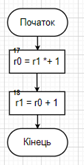 Початок
17
r0 = r1 *+ 1
18
r1 = r0 + 1
Кінець